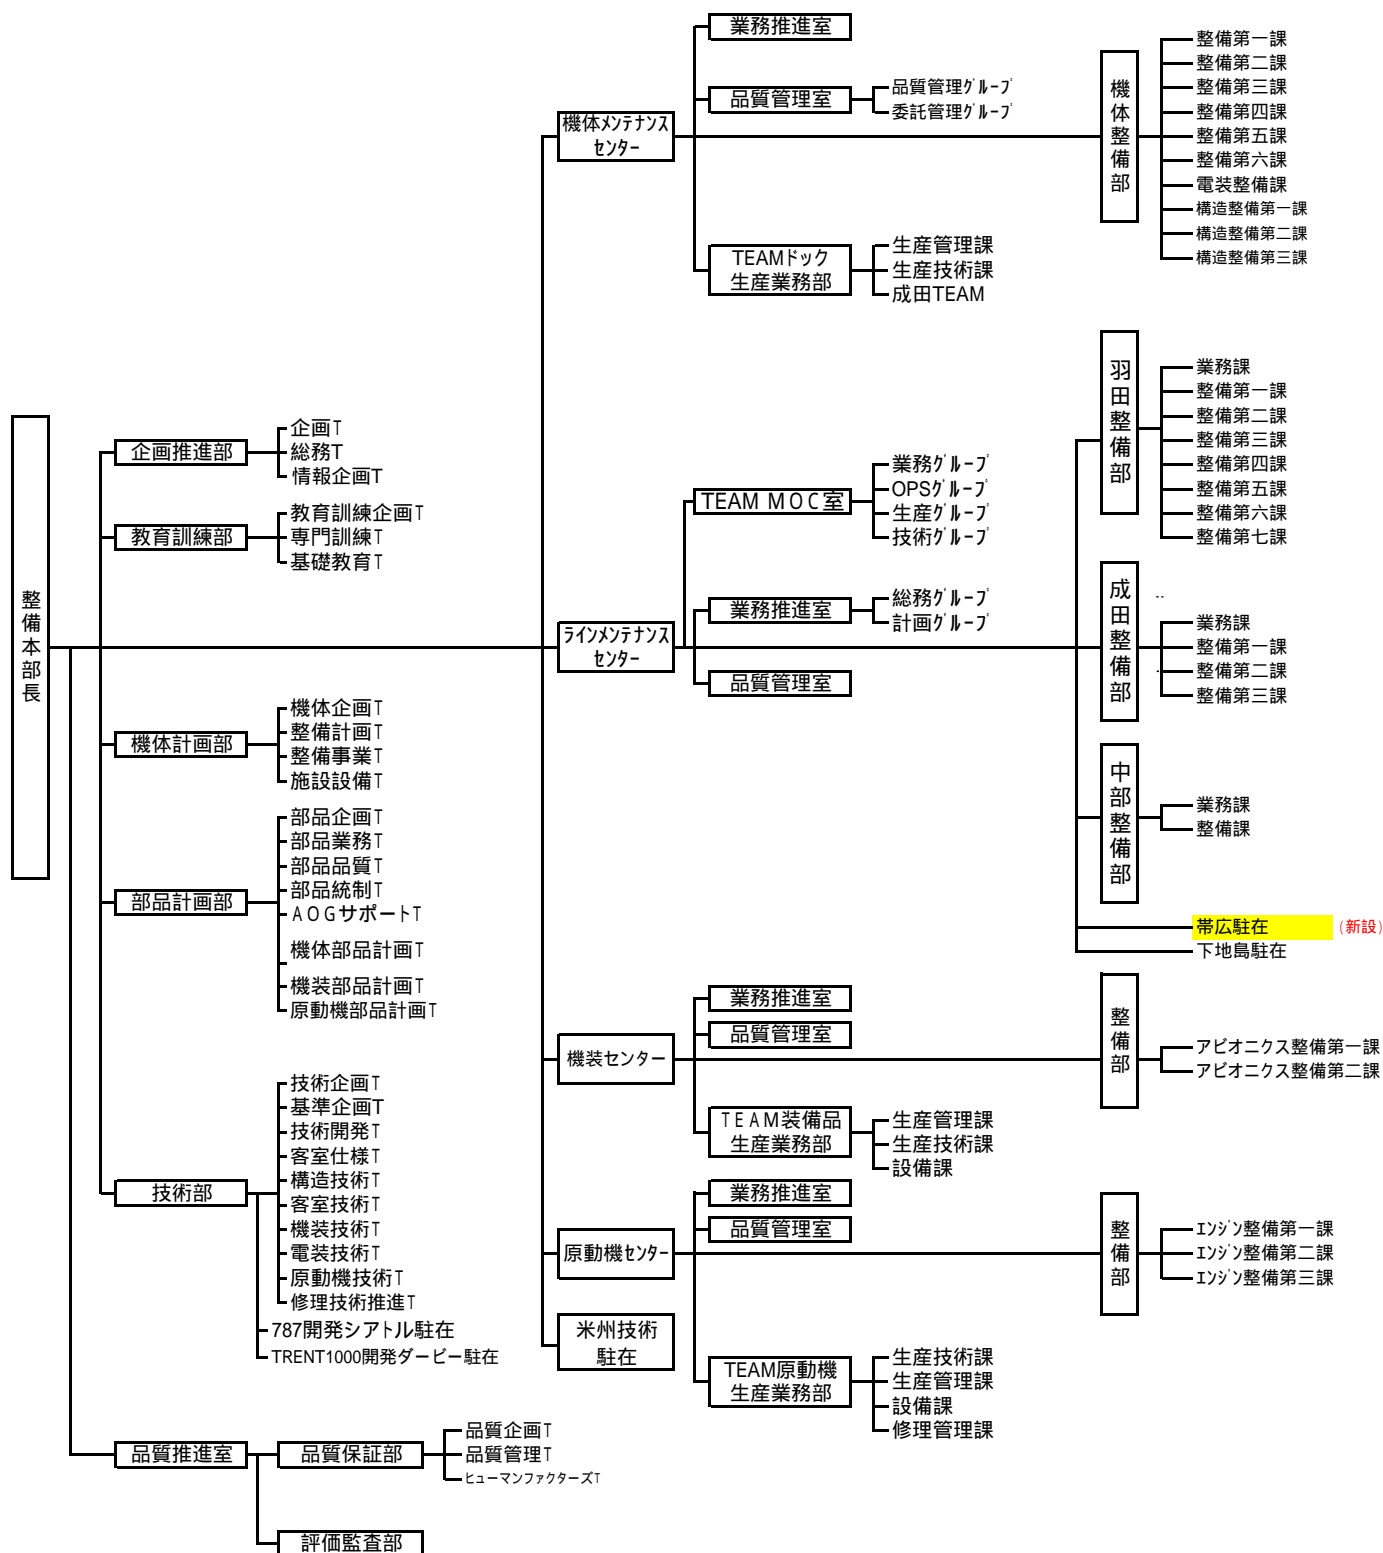 整備本部長
企画推進部
企画T
総務T
情報企画T
教育訓練部
教育訓練企画T
専門訓練T
基礎教育T
機体計画部
機体企画T
整備計画T
整備事業T
施設設備T
部品計画部
部品企画T
部品業務T
部品品質T
部品統制T
AOGサポートT
機体部品計画T
機装部品計画T
原動機部品計画T
技術部
技術企画T
基準企画T
技術開発T
客室仕様T
構造技術T
客室技術T
機装技術T
電装技術T
原動機技術T
修理技術推進T
787開発シアトル駐在
TRENT1000開発ダービー駐在
品質推進室
品質保証部
品質企画T
品質管理T
ヒューマンファクターズT
評価監査部
機体ﾒﾝﾃﾅﾝｽ
ｾﾝﾀｰ
業務推進室
品質管理室
品質管理ｸﾞﾙｰﾌﾟ
委託管理ｸﾞﾙｰﾌﾟ
TEAMドック
生産業務部
生産管理課
生産技術課
成田TEAM
機体整備部
整備第一課
整備第二課
整備第三課
整備第四課
整備第五課
整備第六課
電装整備課
構造整備第一課
構造整備第二課
構造整備第三課
ﾗｲﾝﾒﾝﾃﾅﾝｽ
ｾﾝﾀｰ
TEAM MOC室
業務ｸﾞﾙｰﾌﾟ
OPSｸﾞﾙｰﾌﾟ
生産ｸﾞﾙｰﾌﾟ
技術ｸﾞﾙｰﾌﾟ
業務推進室
総務ｸﾞﾙｰﾌﾟ
計画ｸﾞﾙｰﾌﾟ
品質管理室
羽田整備部
業務課
整備第一課
整備第二課
整備第三課
整備第四課
整備第五課
整備第六課
整備第七課
成田整備部
業務課
整備第一課
整備第二課
整備第三課
中部整備部
業務課
整備課
帯広駐在 (新設)
下地島駐在
機装センター
業務推進室
品質管理室
TEAM装備品
生産業務部
生産管理課
生産技術課
設備課
整備部
アビオニクス整備第一課
アビオニクス整備第二課
原動機ｾﾝﾀｰ
業務推進室
品質管理室
TEAM原動機
生産業務部
生産技術課
生産管理課
設備課
修理管理課
整備部
ｴﾝｼﾞﾝ整備第一課
ｴﾝｼﾞﾝ整備第二課
ｴﾝｼﾞﾝ整備第三課
米州技術
駐在